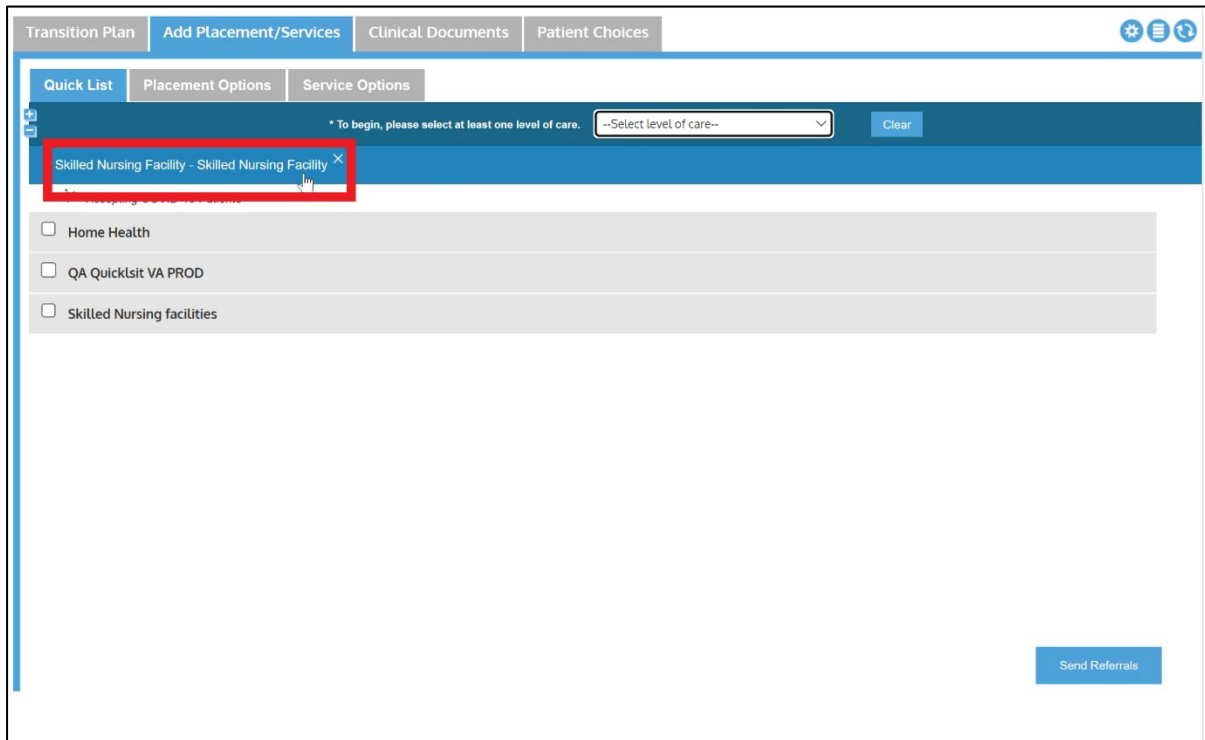 Transition Plan Add Placement/Services Clinical Documents Patient Choices
Quick List Placement Options Service Options
* To begin, please select at least one level of care. --Select level of care-- Clear
Skilled Nursing Facility - Skilled Nursing Facility ×
Home Health
QA Quicklsit VA PROD
Skilled Nursing facilities
Send Referrals